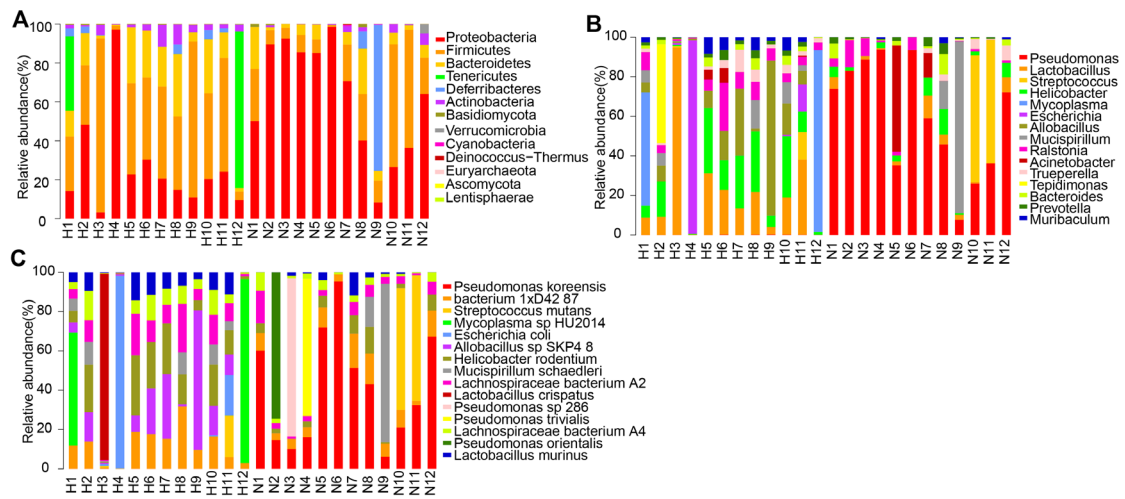 A
Relative abundance(%)
100
80
60
40
20
0
H1 H2 H3 H4 H5 H6 H7 H8 H9 H10 H11 H12 N1 N2 N3 N4 N5 N6 N7 N8 N9 N10 N11 N12
Proteobacteria
Firmicutes
Bacteroidetes
Tenericutes
Deferribacteres
Actinobacteria
Basidiomycota
Verrucomicrobia
Cyanobacteria
Deinococcus-Thermus
Euryarchaeota
Ascomycota
Lentisphaerae
B
Relative abundance(%)
100
80
60
40
20
0
H1 H2 H3 H4 H5 H6 H7 H8 H9 H10 H11 H12 N1 N2 N3 N4 N5 N6 N7 N8 N9 N10 N11 N12
Pseudomonas
Lactobacillus
Streptococcus
Helicobacter
Mycoplasma
Escherichia
Allobacillus
Mucispirillum
Ralstonia
Acinetobacter
Trueperella
Tepidimonas
Bacteroides
Prevotella
Muribaculum
C
Relative abundance(%)
100
80
60
40
20
0
H1 H2 H3 H4 H5 H6 H7 H8 H9 H10 H11 H12 N1 N2 N3 N4 N5 N6 N7 N8 N9 N10 N11 N12
Pseudomonas koreensis
bacterium 1xD42 87
Streptococcus mutans
Mycoplasma sp HU2014
Escherichia coli
Allobacillus sp SKP4 8
Helicobacter rodentium
Mucispirillum schaedleri
Lachnospiraceae bacterium A2
Lactobacillus crispatus
Pseudomonas sp 286
Pseudomonas trivialis
Lachnospiraceae bacterium A4
Pseudomonas orientalis
Lactobacillus murinus